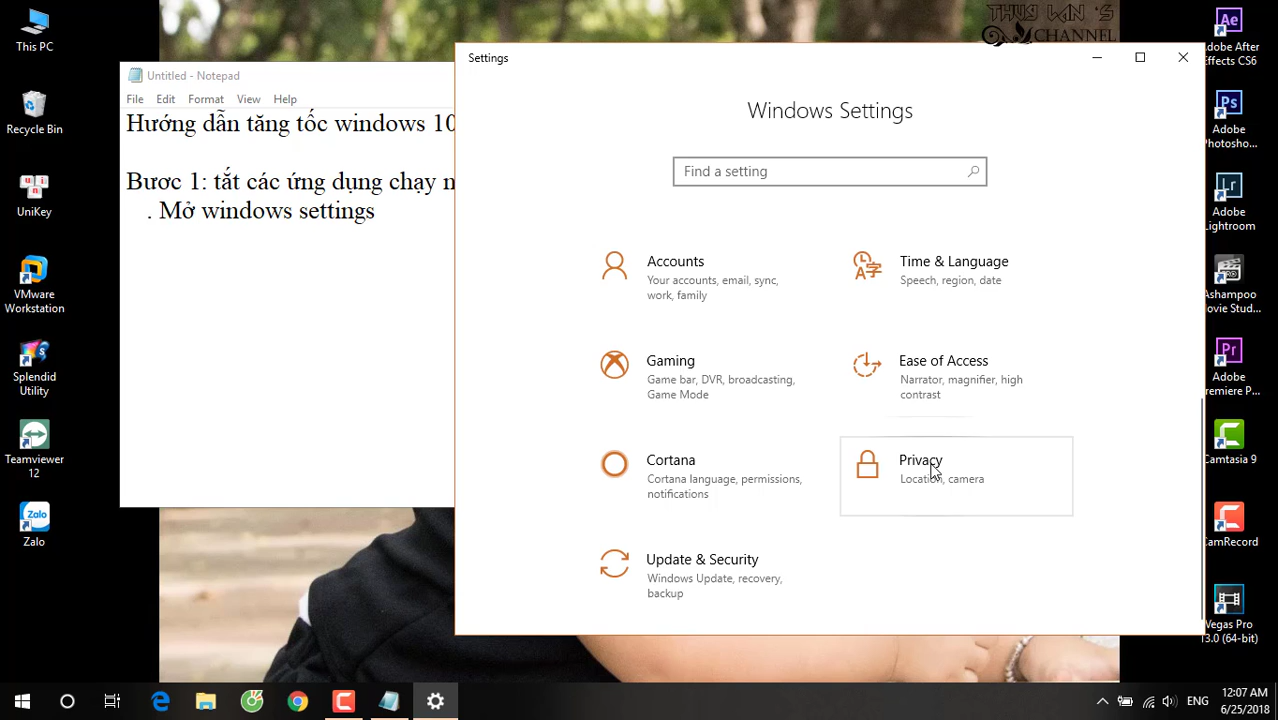 THUY LAN 'S
CHANNEL
This PC
Recycle Bin
UniKey
VMware
Workstation
Splendid
Utility
Teamviewer
12
Zalo
Untitled - Notepad
File Edit Format View Help
Hướng dẫn tăng tốc windows 10
Bươc 1: tắt các ứng dụng chạy
. Mở windows settings
Settings
Windows Settings
Find a setting
Accounts
Your accounts, email, sync,
work, family
Time & Language
Speech, region, date
Gaming
Game bar, DVR, broadcasting,
Game Mode
Ease of Access
Narrator, magnifier, high
contrast
Cortana
Cortana language, permissions,
notifications
Privacy
Location, camera
Update & Security
Windows Update, recovery,
backup
Adobe After
Effects CS6
Adobe
Photosho...
Adobe
Lightroom
Ashampoo
Movie Stud...
Adobe
Premiere P...
Camtasia 9
CamRecord
Vegas Pro
13.0 (64-bit)
ENG
12:07 AM
6/25/2018